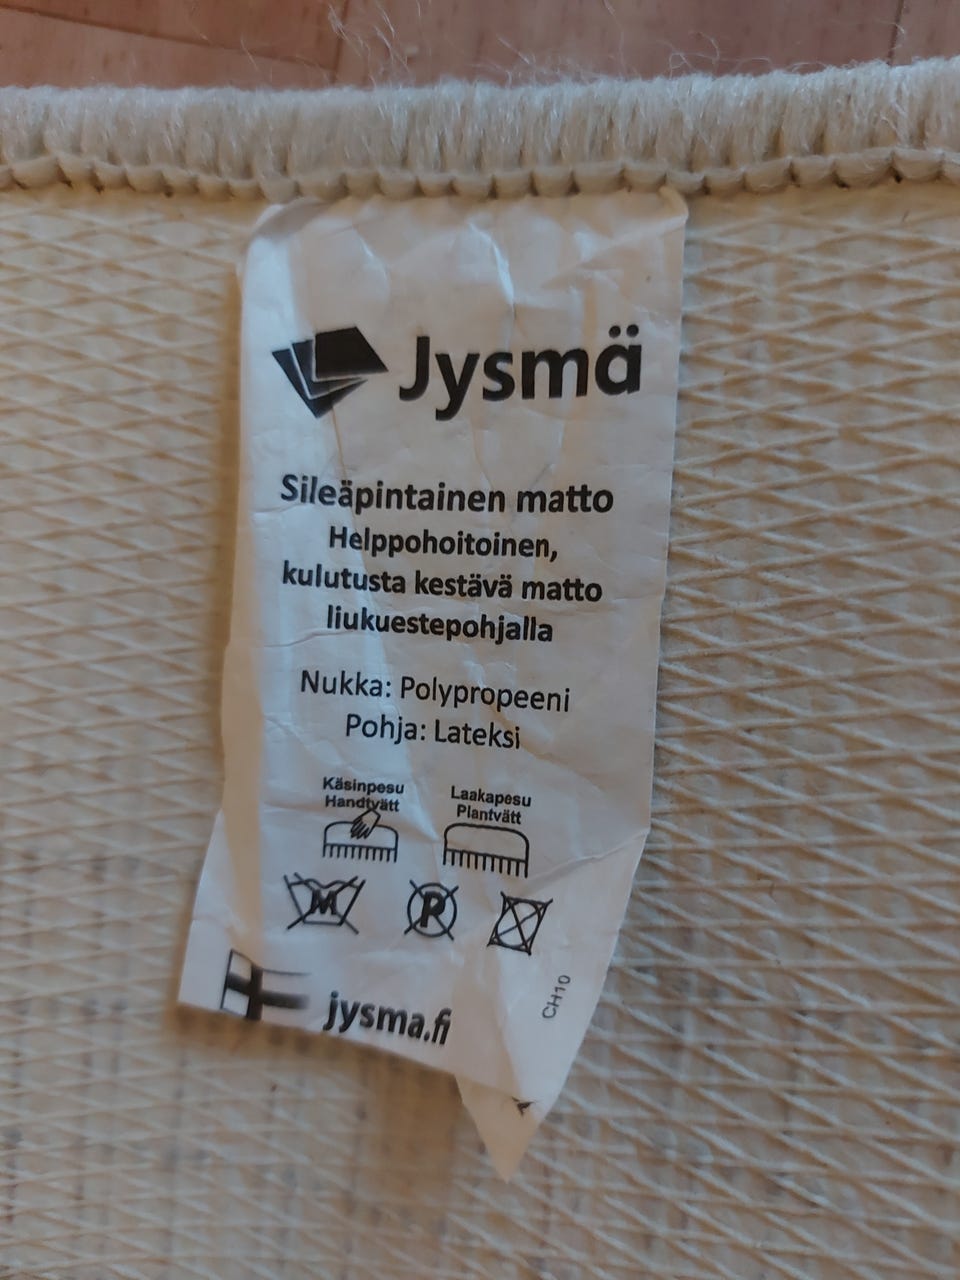 Jysmä
Sileäpintainen matto
Helppohoitoinen,
kulutusta kestävä matto
liukuestepohjalla
Nukka: Polypropeeni
Pohja: Lateksi
Käsinpesu
Handtvätt
Laakapesu
Plantvätt
M
P
jysma.fi
CH10